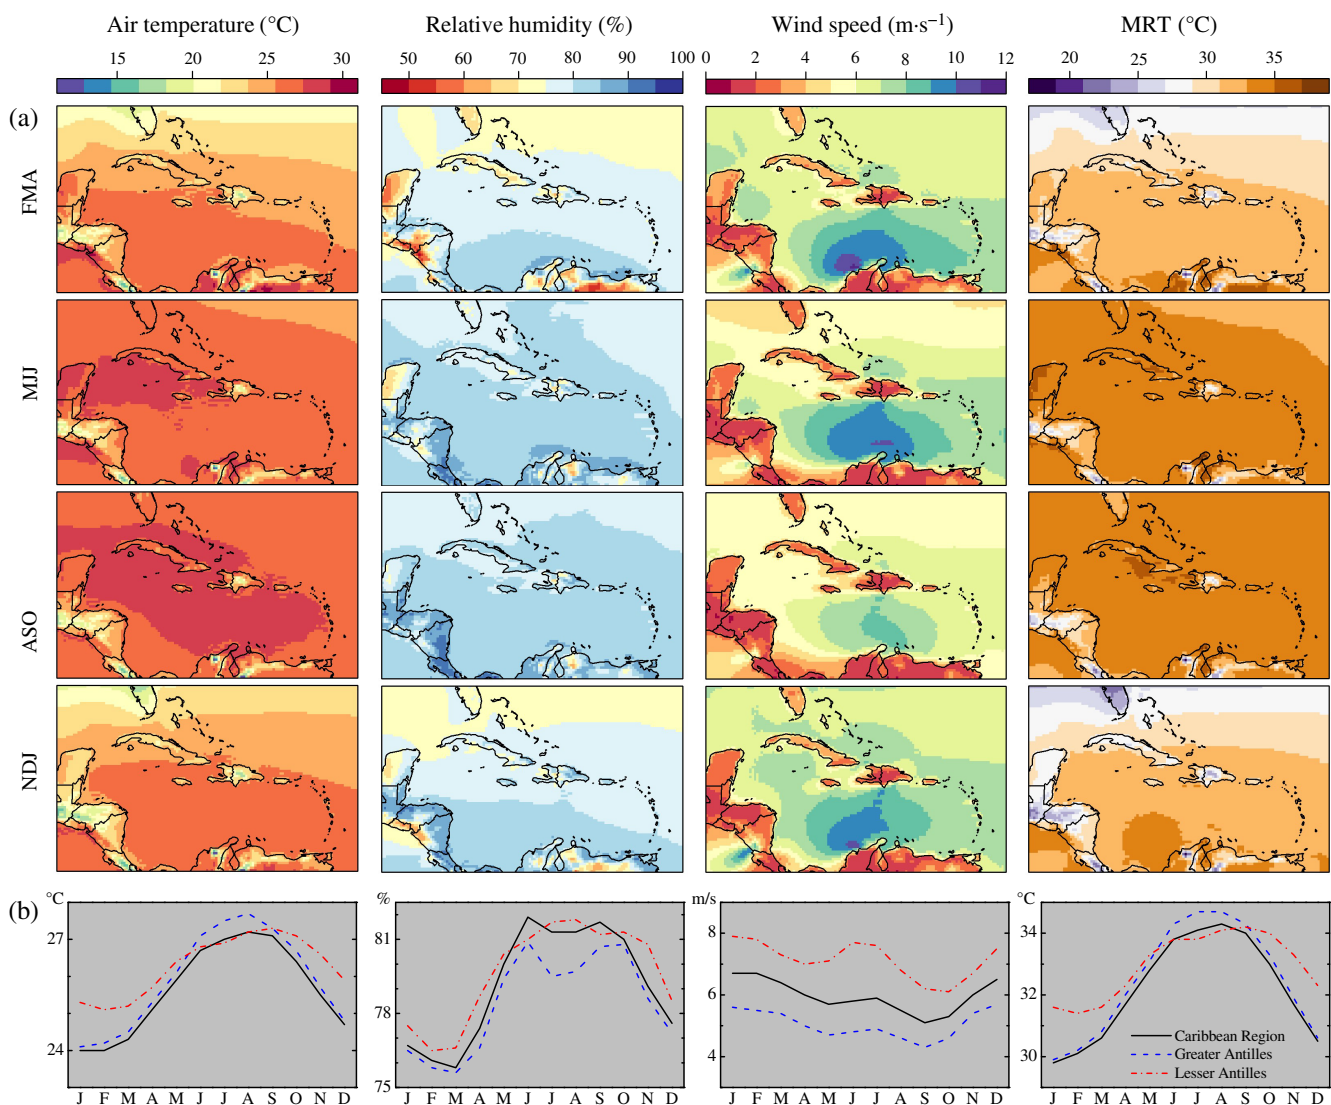 Air temperature (°C) Relative humidity (%) Wind speed (m·s⁻¹) MRT (°C)
15 20 25 30 50 60 70 80 90 100 0 2 4 6 8 10 12 20 25 30 35
(a)
FMA
MJJ
ASO
NDJ
(b)
°C % m/s °C
27 81 8 34
6
78 32
24 4 30
75
Caribbean Region
Greater Antilles
Lesser Antilles
J F M A M J J A S O N D J F M A M J J A S O N D J F M A M J J A S O N D J F M A M J J A S O N D